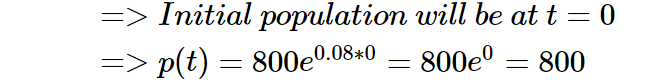 => Initial population will be at t = 0
=> p(t) = 800e^{0.08*0} = 800e^{0} = 800